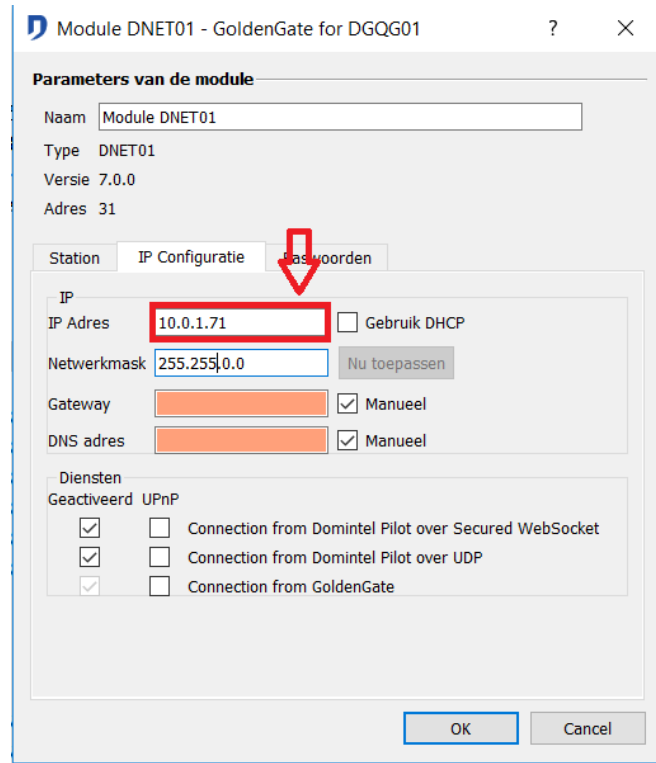 Module DNET01 - GoldenGate for DGQG01 ? ×
Parameters van de module
Naam Module DNET01
Type DNET01
Versie 7.0.0
Adres 31
Station IP Configuratie Paswoorden
IP
IP Adres 10.0.1.71 Gebruik DHCP
Netwerkmask 255.255.0.0 Nu toepassen
Gateway Manueel
DNS adres Manueel
Diensten
Geactiveerd UPnP
Connection from Domintel Pilot over Secured WebSocket
Connection from Domintel Pilot over UDP
Connection from GoldenGate
OK Cancel